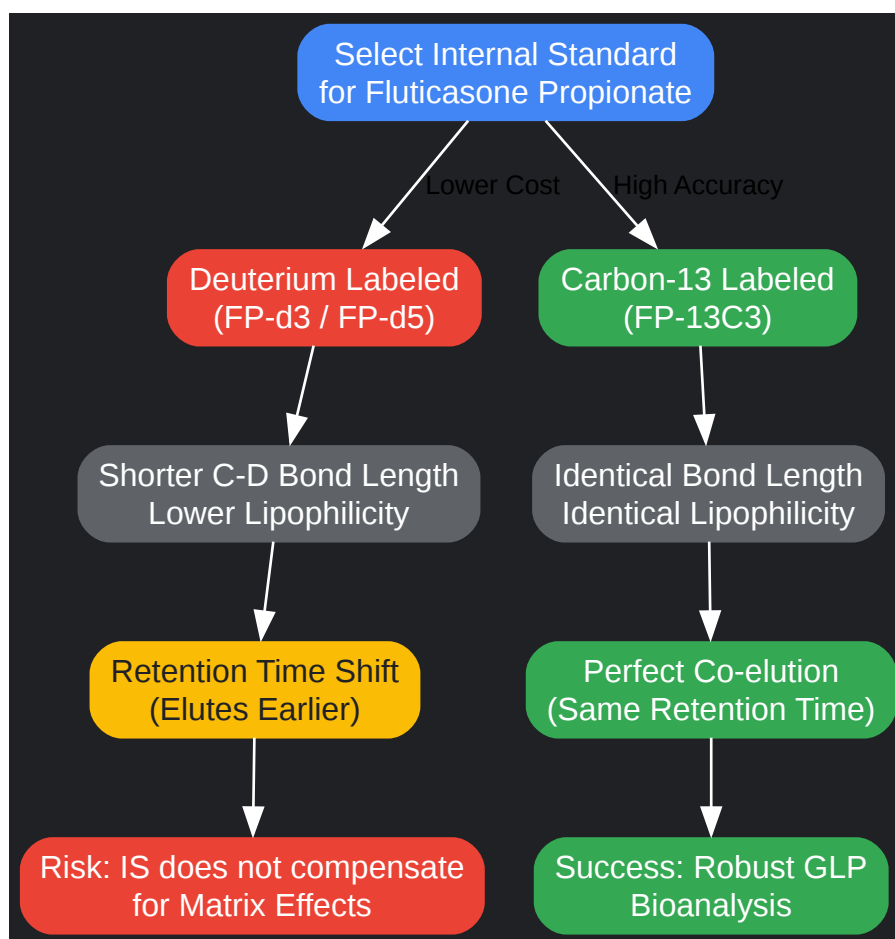 Select Internal Standard
for Fluticasone Propionate
Lower Cost
High Accuracy
Deuterium Labeled
(FP-d3 / FP-d5)
Carbon-13 Labeled
(FP-13C3)
Shorter C-D Bond Length
Lower Lipophilicity
Identical Bond Length
Identical Lipophilicity
Retention Time Shift
(Elutes Earlier)
Perfect Co-elution
(Same Retention Time)
Risk: IS does not compensate
for Matrix Effects
Success: Robust GLP
Bioanalysis